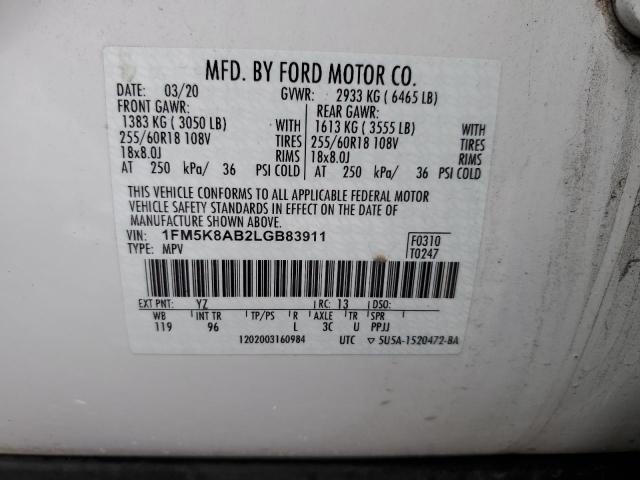 MFD. BY FORD MOTOR CO.
DATE: 03/20 GVWR: 2933 KG ( 6465 LB)
FRONT GAWR: REAR GAWR:
1383 KG ( 3050 LB) WITH 1613 KG ( 3555 LB) WITH
255/60R18 108V TIRES 255/60R18 108V TIRES
18x8.0J RIMS 18x8.0J RIMS
AT 250 kPa/ 36 PSI COLD AT 250 kPa/ 36 PSI COLD
THIS VEHICLE CONFORMS TO ALL APPLICABLE FEDERAL MOTOR
VEHICLE SAFETY STANDARDS IN EFFECT ON THE DATE OF
MANUFACTURE SHOWN ABOVE.
VIN: 1FM5K8AB2LGB83911 F0310
TYPE: MPV T0247
EXT PNT: YZ RC: 13 DSO:
WB INT TR TP/PS R AXLE TR SPR
119 96 L 3C U PPJJ
1202003160984 UTC ▽ 5U5A-1520472-BA